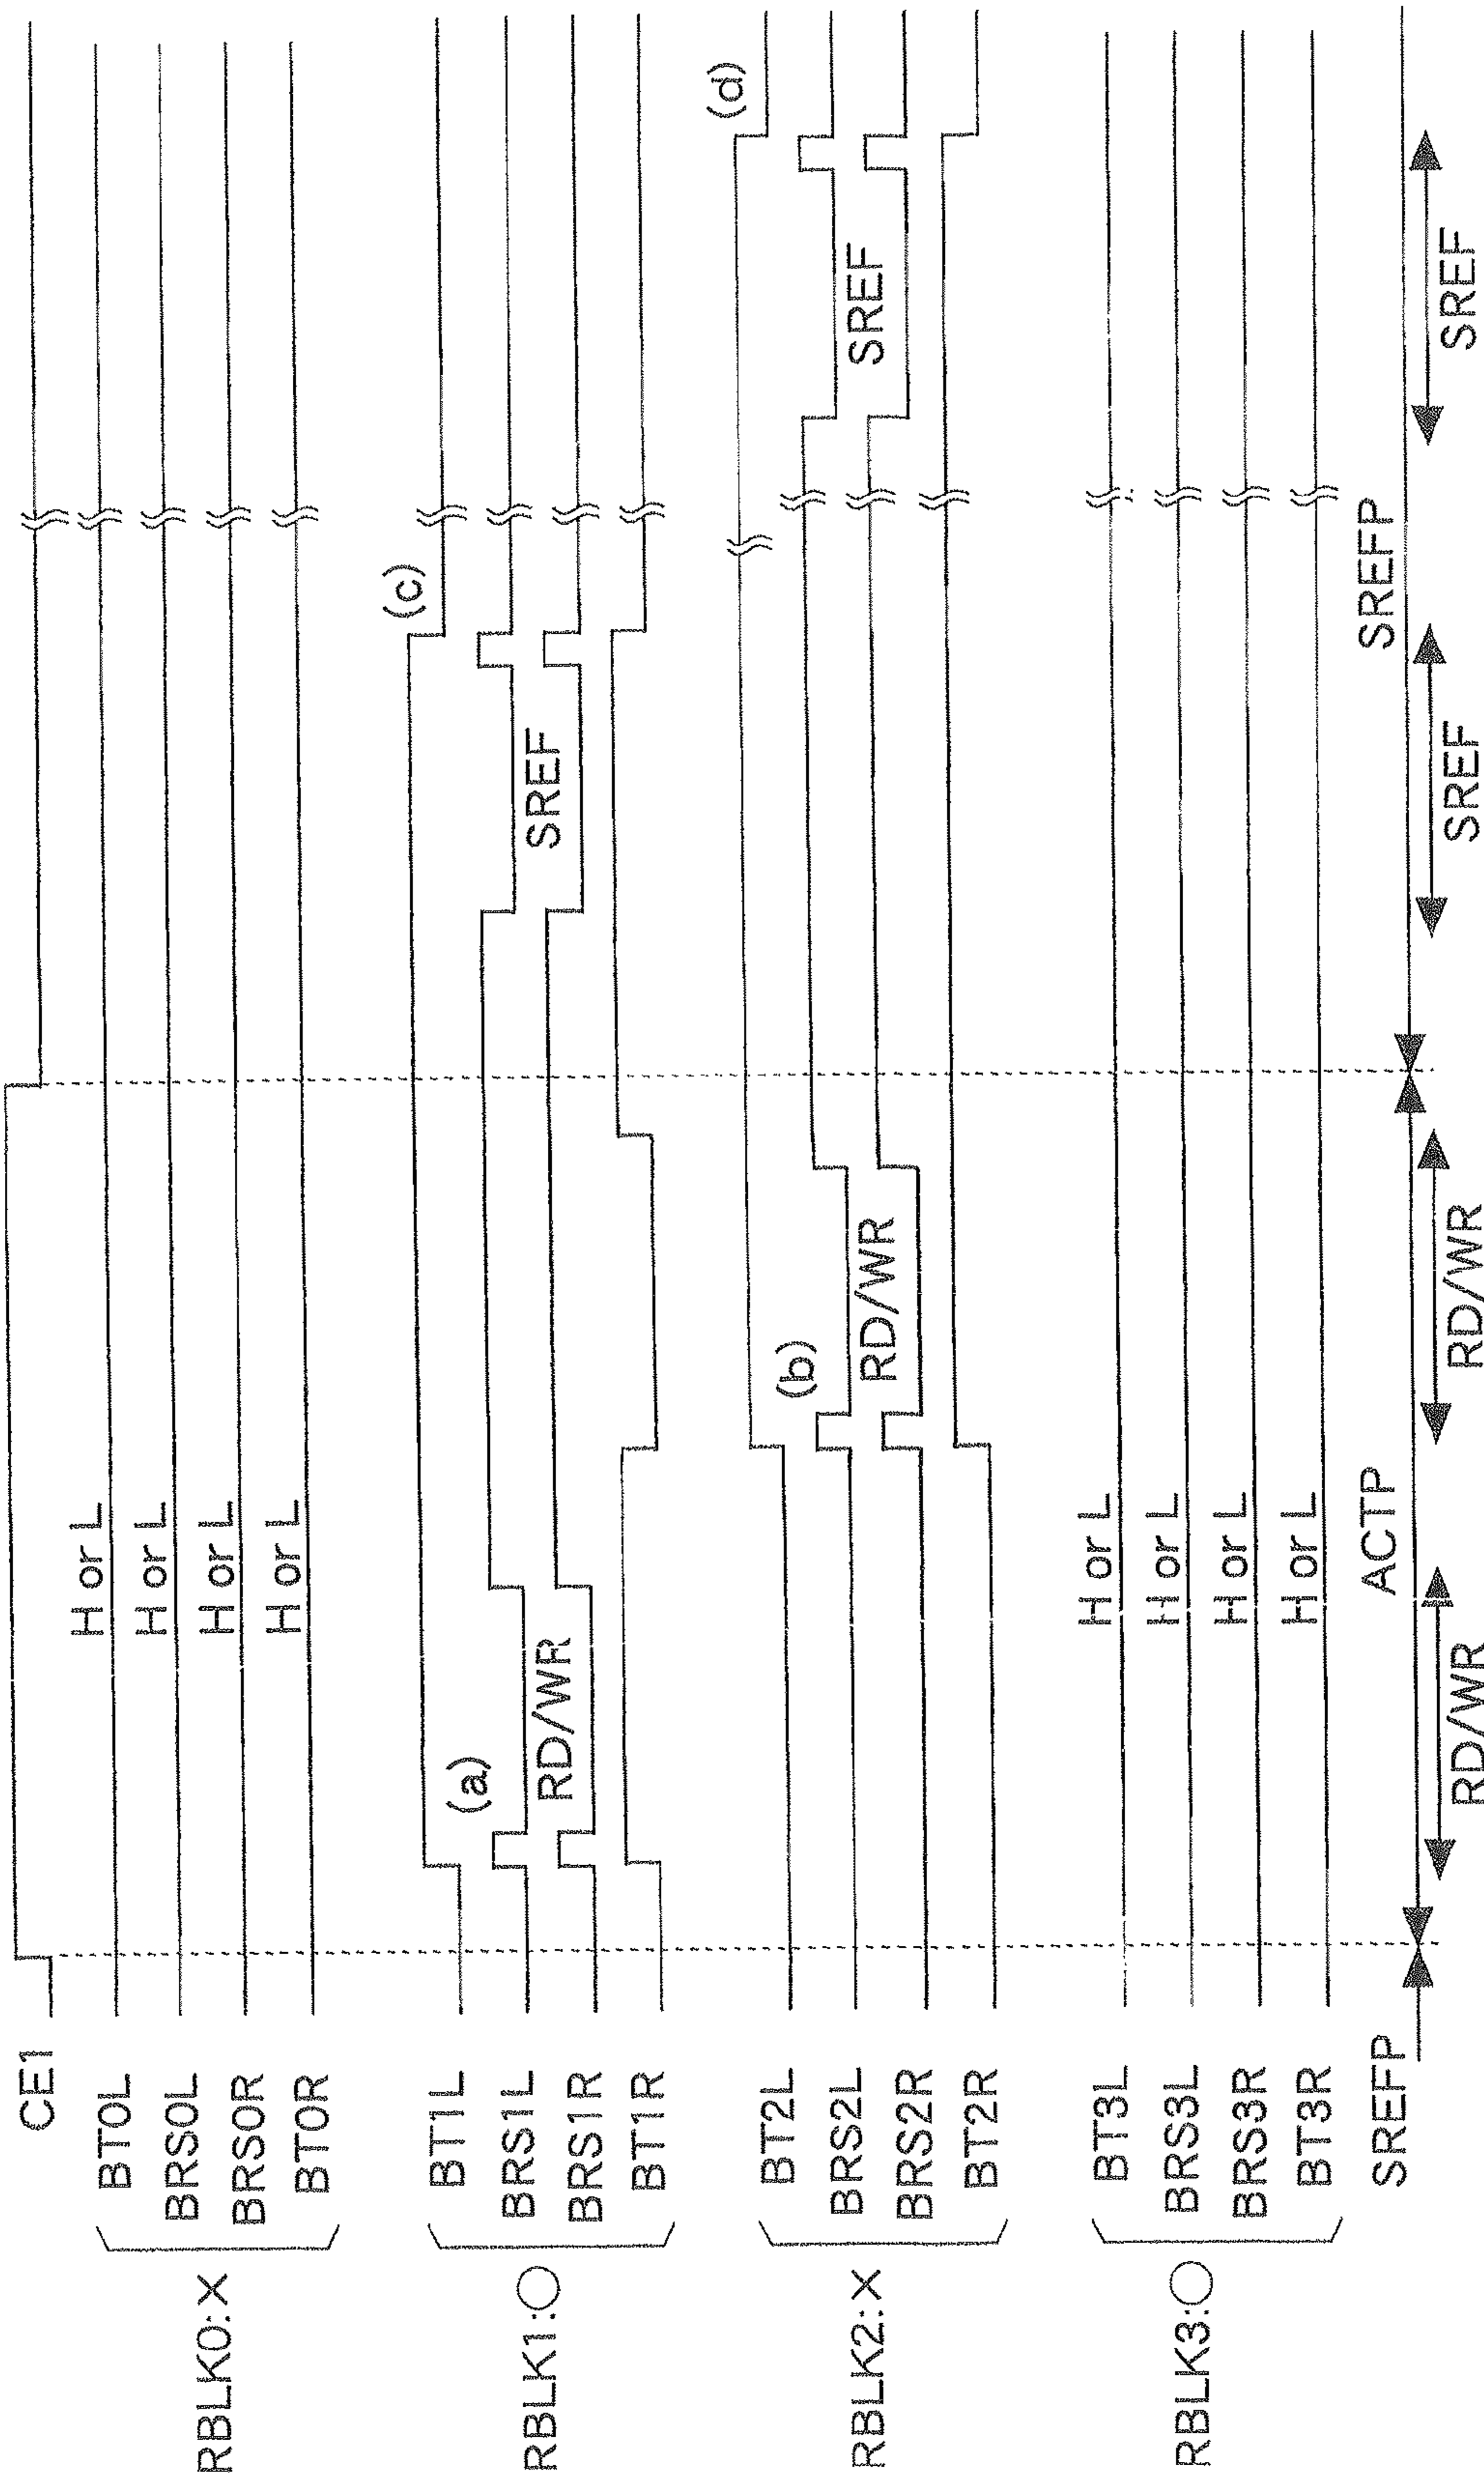 CE1
RBLK0:×
BT0L H or L
BRS0L H or L
BRS0R H or L
BT0R H or L
RBLK1:○
BT1L (c)
BRS1L (a)
RD/WR SREF
BRS1R
BT1R
RBLK2:×
BT2L (d)
BRS2L (b)
RD/WR SREF
BRS2R
BT2R
RBLK3:○
BT3L H or L
BRS3L H or L
BRS3R H or L
BT3R H or L
SREFP ACTP SREFP
RD/WR RD/WR SREF SREF